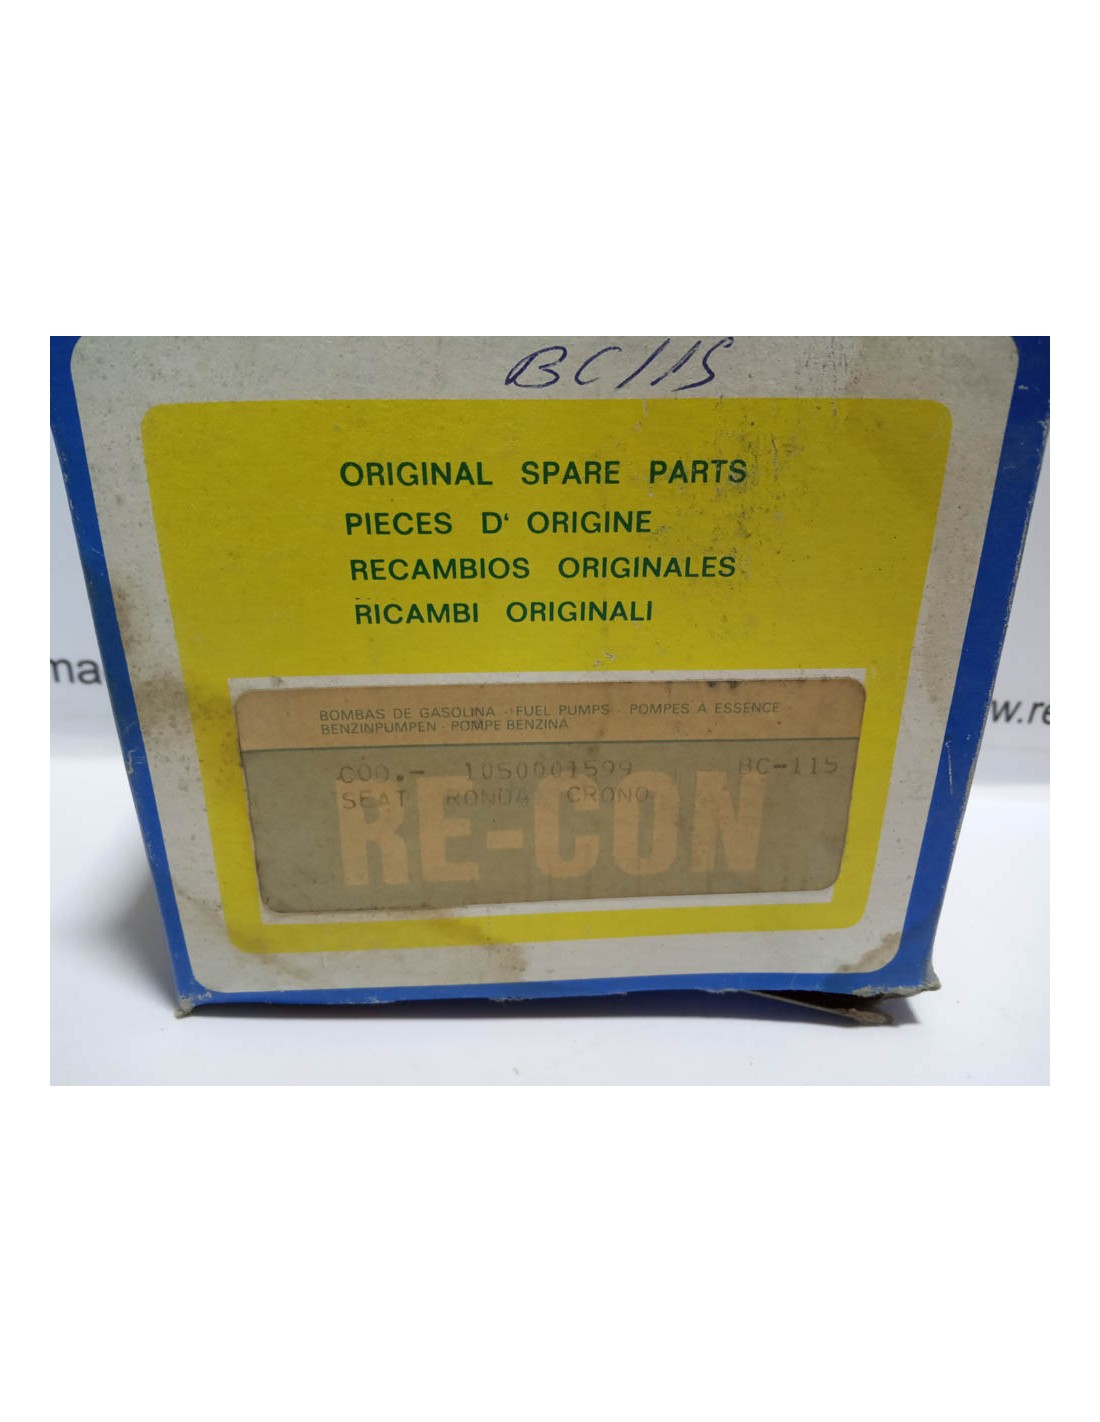 BC115
ORIGINAL SPARE PARTS
PIECES D' ORIGINE
RECAMBIOS ORIGINALES
RICAMBI ORIGINALI
BOMBAS DE GASOLINA · FUEL PUMPS · POMPES À ESSENCE ·
BENZINPUMPEN · POMPE BENZINA
COD.- 1050001599 BC-115
SEAT RONDA CRONO
RE-CON